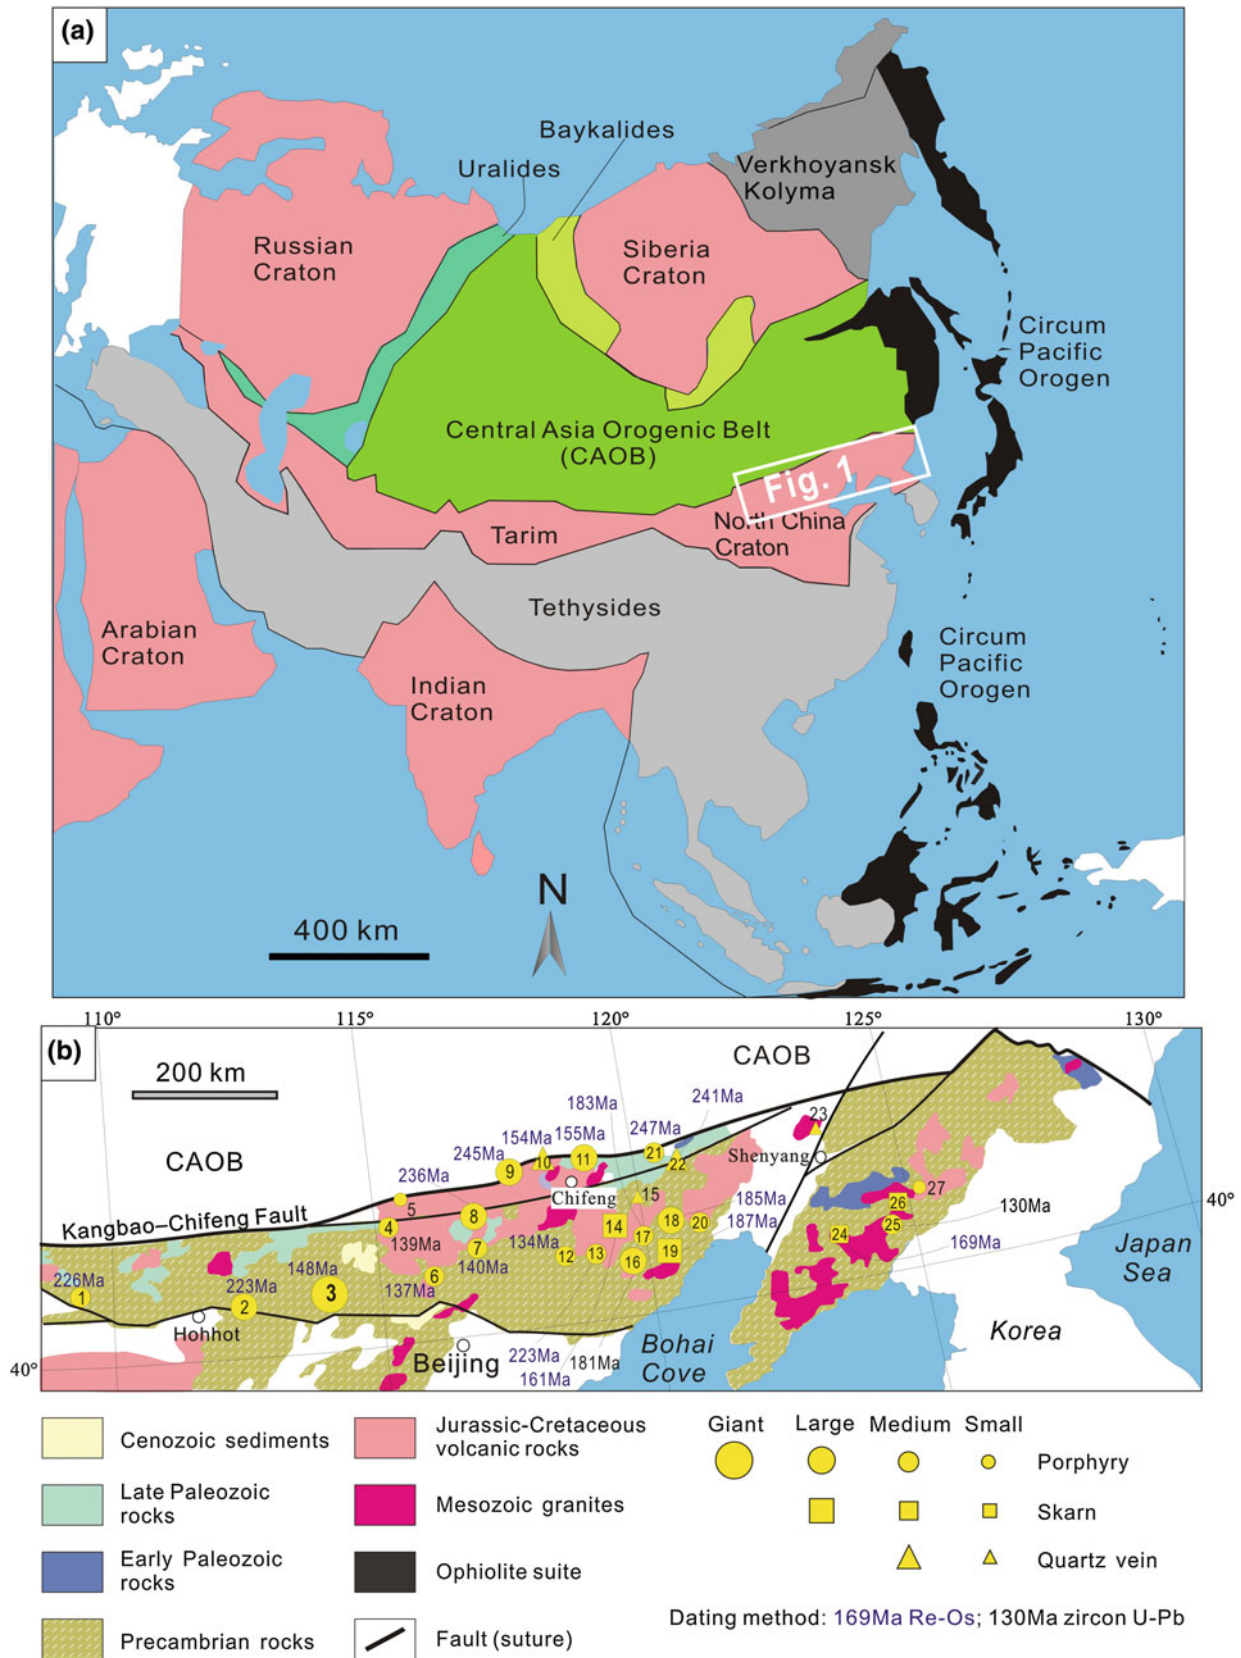 (a)
Baykalides
Uralides
Verkhoyansk
Kolyma
Russian
Craton
Siberia
Craton
Circum
Pacific
Orogen
Central Asia Orogenic Belt
(CAOB)
Fig. 1
North China
Craton
Tarim
Tethysides
Arabian
Craton
Indian
Craton
Circum
Pacific
Orogen
N
400 km
110°
115°
120°
125°
130°
(b)
200 km
CAOB
CAOB
183Ma
241Ma
154Ma
155Ma
247Ma
245Ma
236Ma
23
Shenyang
10
11
21
22
9
Chifeng
5
15
185Ma
187Ma
27
26
130Ma
40°
Kangbao–Chifeng Fault
4
8
14
18
20
17
24
25
139Ma
134Ma
7
12
13
16
19
169Ma
Japan
Sea
226Ma
148Ma
140Ma
223Ma
137Ma
6
1
2
3
Hohhot
Beijing
223Ma
161Ma
181Ma
Bohai
Cove
Korea
40°
Cenozoic sediments
Late Paleozoic
rocks
Early Paleozoic
rocks
Precambrian rocks
Jurassic-Cretaceous
volcanic rocks
Mesozoic granites
Ophiolite suite
Fault (suture)
Giant Large Medium Small
Porphyry
Skarn
Quartz vein
Dating method: 169Ma Re-Os; 130Ma zircon U-Pb